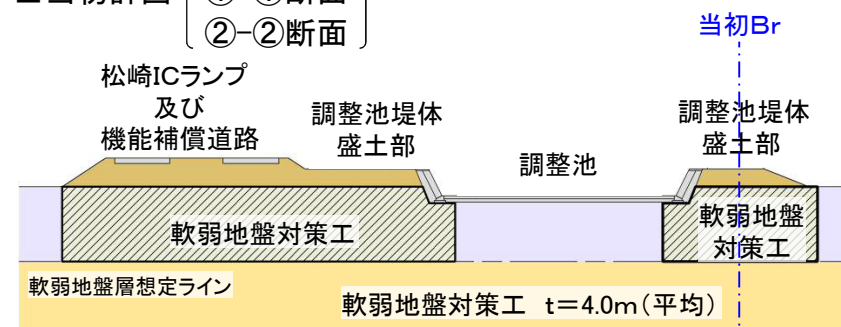 ②-②断面
当初Br
松崎ICランプ
及び
機能補償道路
調整池堤体
盛土部
調整池
調整池堤体
盛土部
軟弱地盤対策工
軟弱地盤
対策工
軟弱地盤層想定ライン
軟弱地盤対策工 t=4.0m(平均)